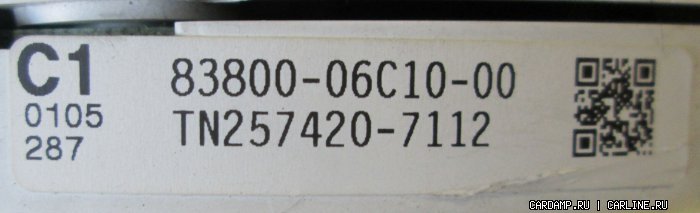 C1
0105
287
83800-06C10-00
TN257420-7112
CARDAMP.RU | CARLINE.RU